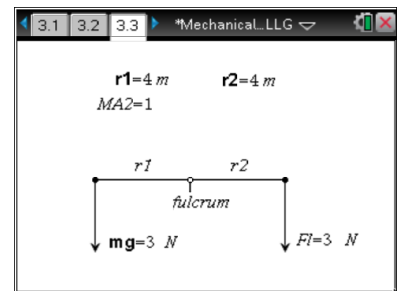 3.1 3.2 3.3 *Mechanical...LLG
r1=4 m r2=4 m
MA2=1
r1 r2
fulcrum
mg=3 N Fl=3 N